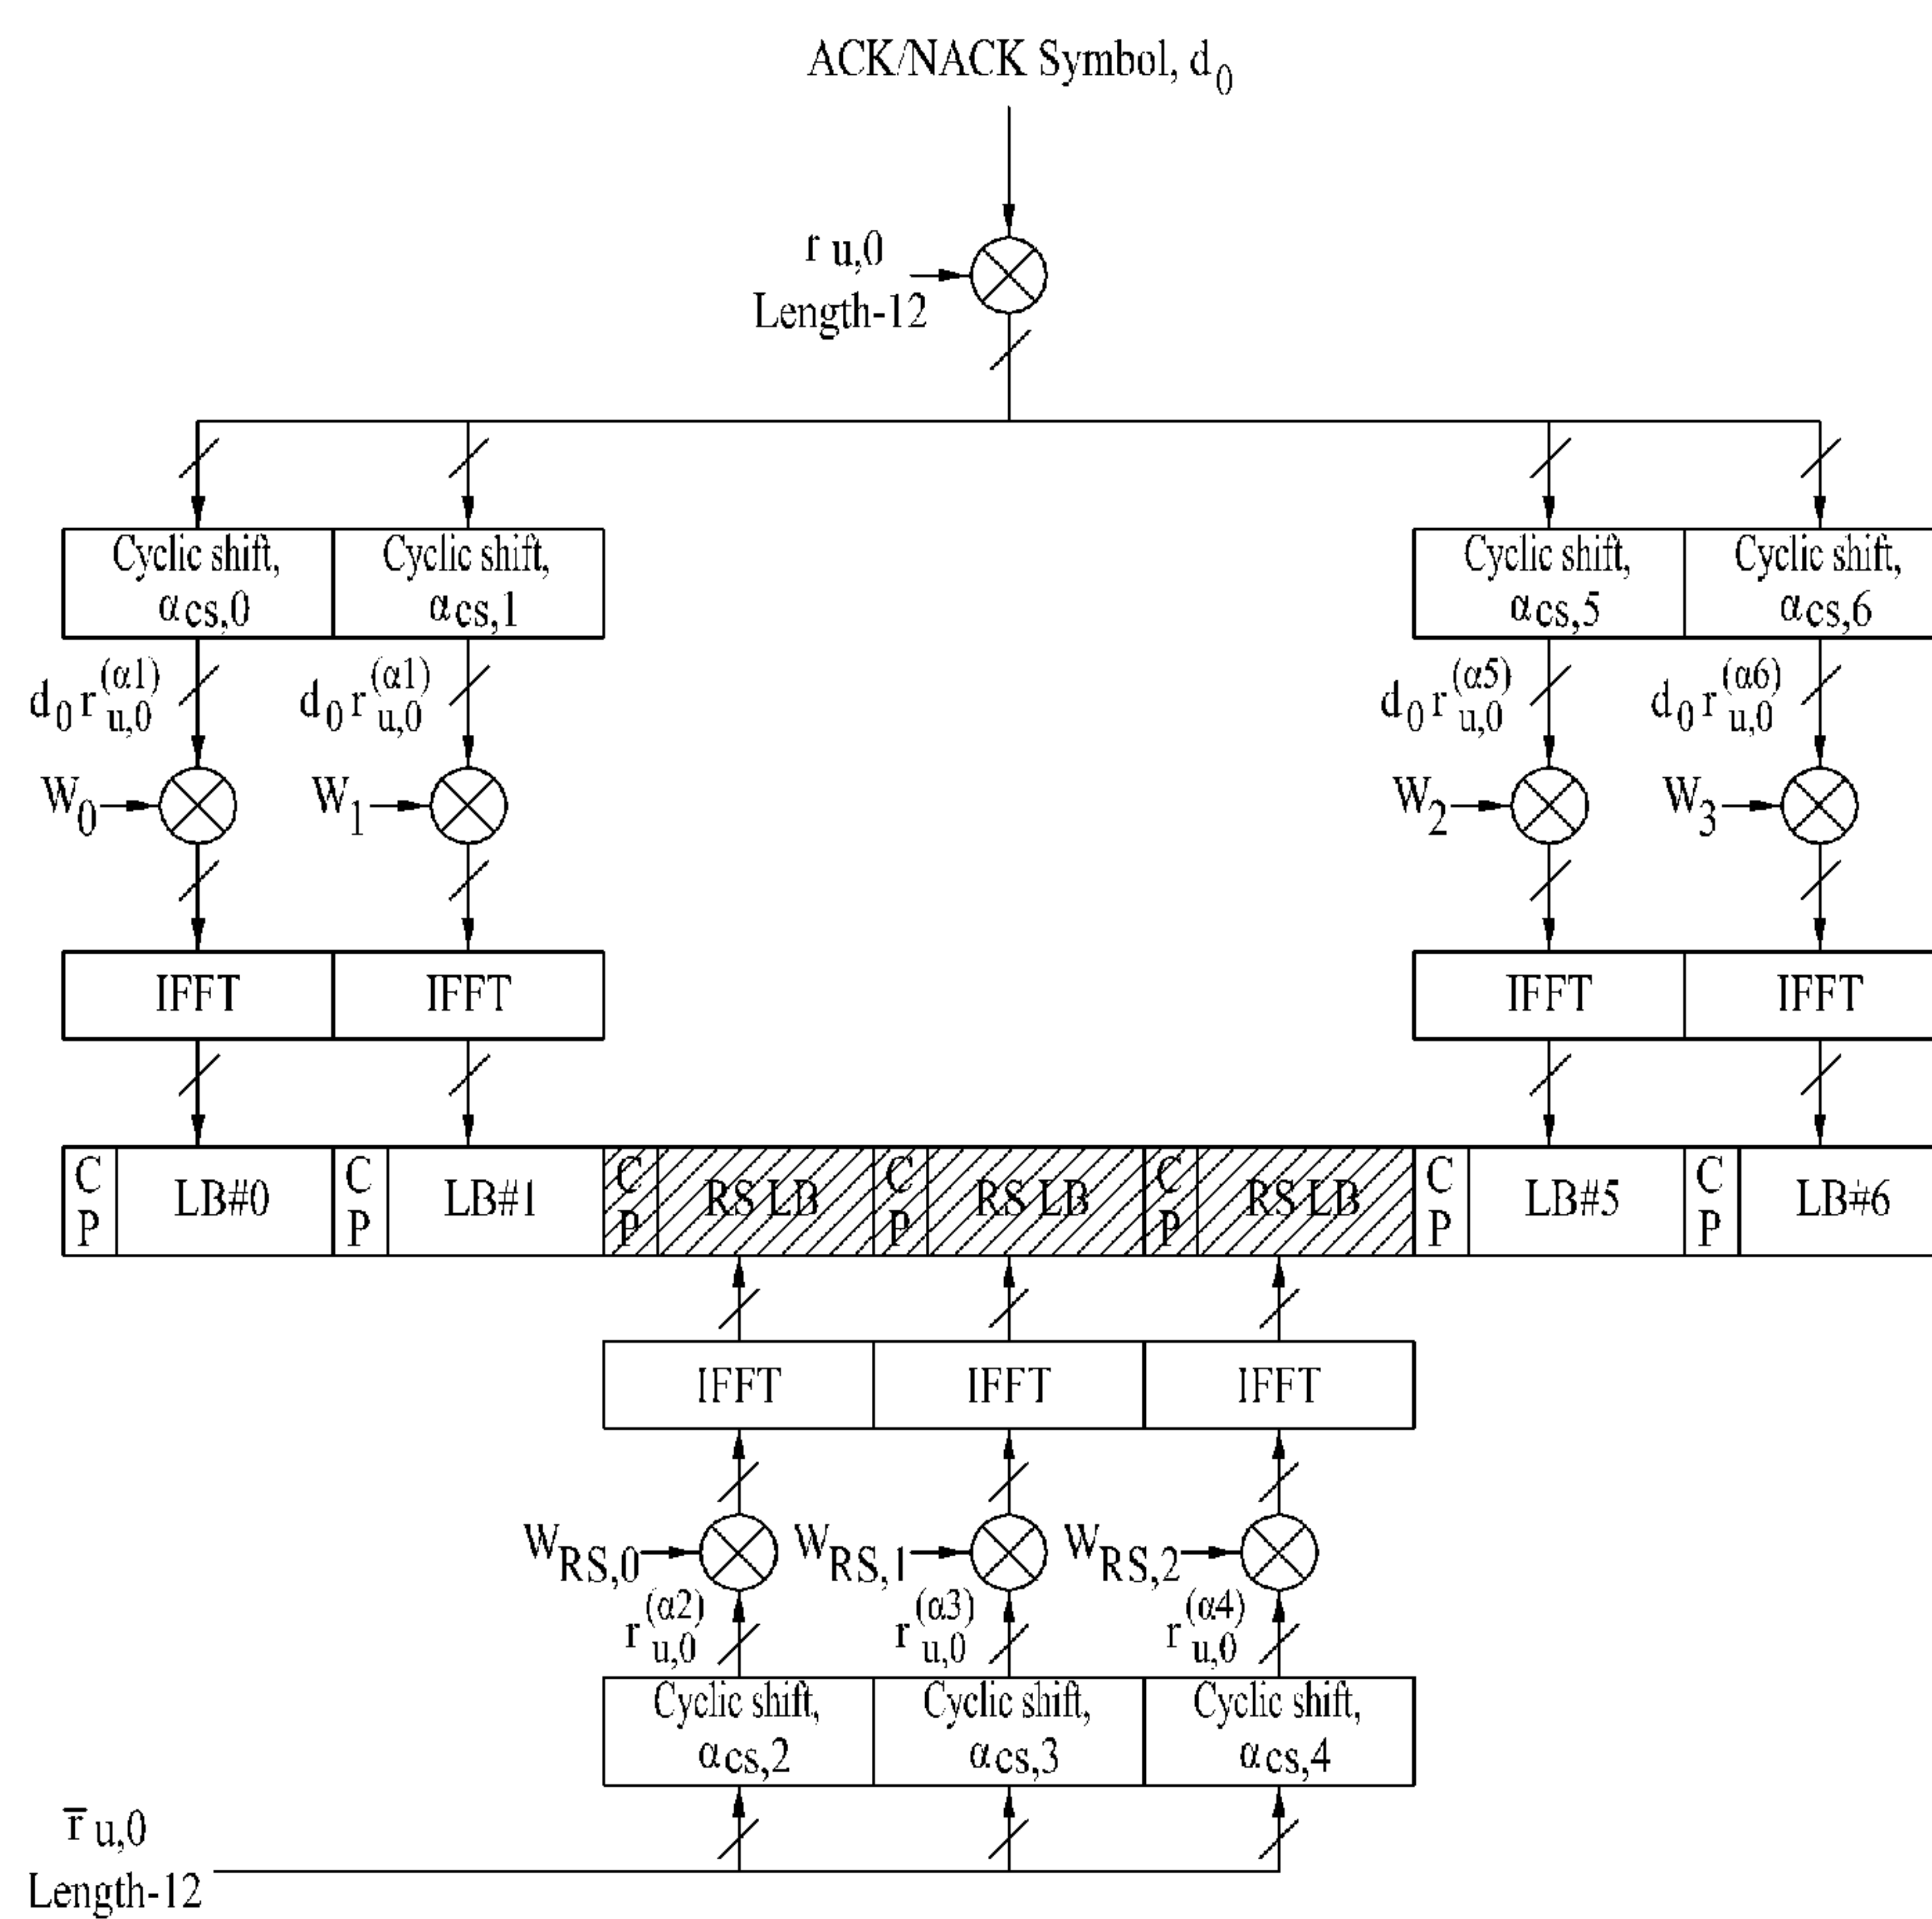 ACK/NACK Symbol, d0
r u,0
Length-12
Cyclic shift,
αcs,0
Cyclic shift,
αcs,1
Cyclic shift,
αcs,5
Cyclic shift,
αcs,6
d0 r u,0 (α1)
d0 r u,0 (α1)
d0 r u,0 (α5)
d0 r u,0 (α6)
W0
W1
W2
W3
IFFT
IFFT
IFFT
IFFT
CP
LB#0
CP
LB#1
CP
RS LB
CP
RS LB
CP
RS LB
CP
LB#5
CP
LB#6
IFFT
IFFT
IFFT
WRS,0
WRS,1
WRS,2
r u,0 (α2)
r u,0 (α3)
r u,0 (α4)
Cyclic shift,
αcs,2
Cyclic shift,
αcs,3
Cyclic shift,
αcs,4
r̅ u,0
Length-12